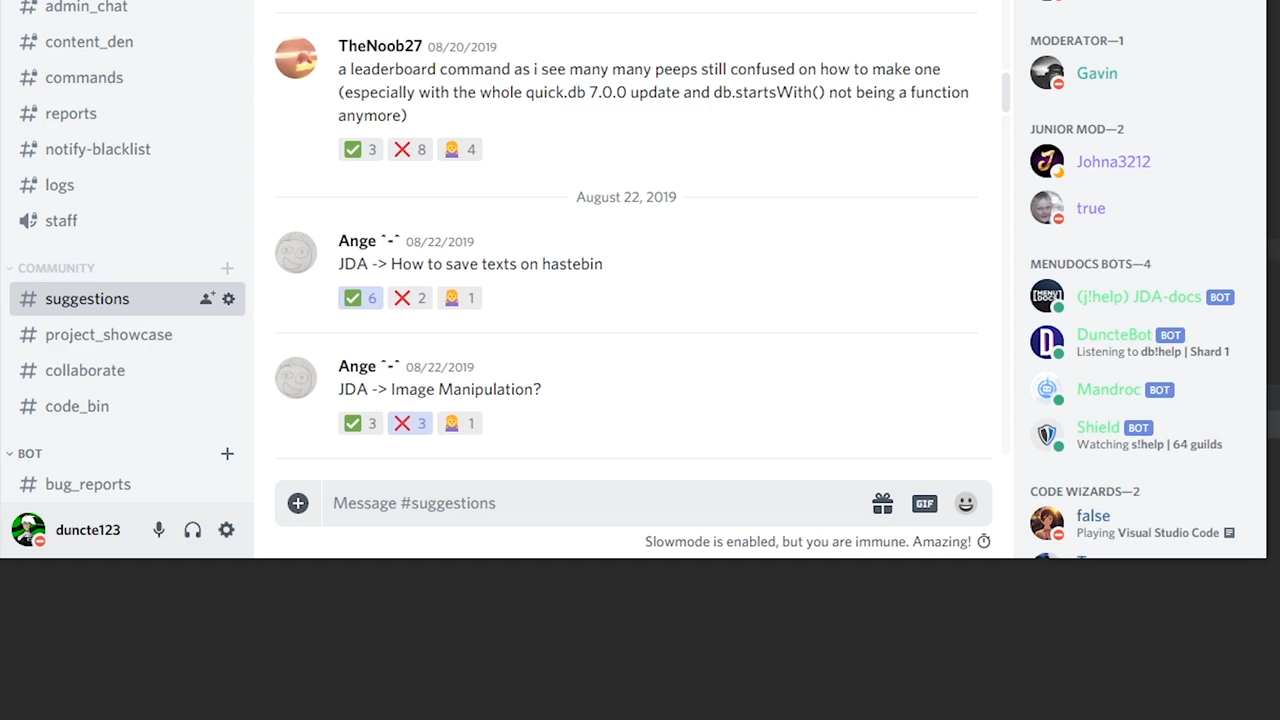 admin_chat
content_den
commands
reports
notify-blacklist
logs
staff
COMMUNITY
suggestions
project_showcase
collaborate
code_bin
BOT
bug_reports
duncte123
TheNoob27 08/20/2019
a leaderboard command as i see many many peeps still confused on how to make one
(especially with the whole quick.db 7.0.0 update and db.startsWith() not being a function
anymore)
3 8 4
August 22, 2019
Ange ˆ-ˆ 08/22/2019
JDA -> How to save texts on hastebin
6 2 1
Ange ˆ-ˆ 08/22/2019
JDA -> Image Manipulation?
3 3 1
Message #suggestions
GIF
Slowmode is enabled, but you are immune. Amazing!
MODERATOR—1
Gavin
JUNIOR MOD—2
Johna3212
true
MENUDOCS BOTS—4
(j!help) JDA-docs BOT
DuncteBot BOT
Listening to db!help | Shard 1
Mandroc BOT
Shield BOT
Watching s!help | 64 guilds
CODE WIZARDS—2
false
Playing Visual Studio Code